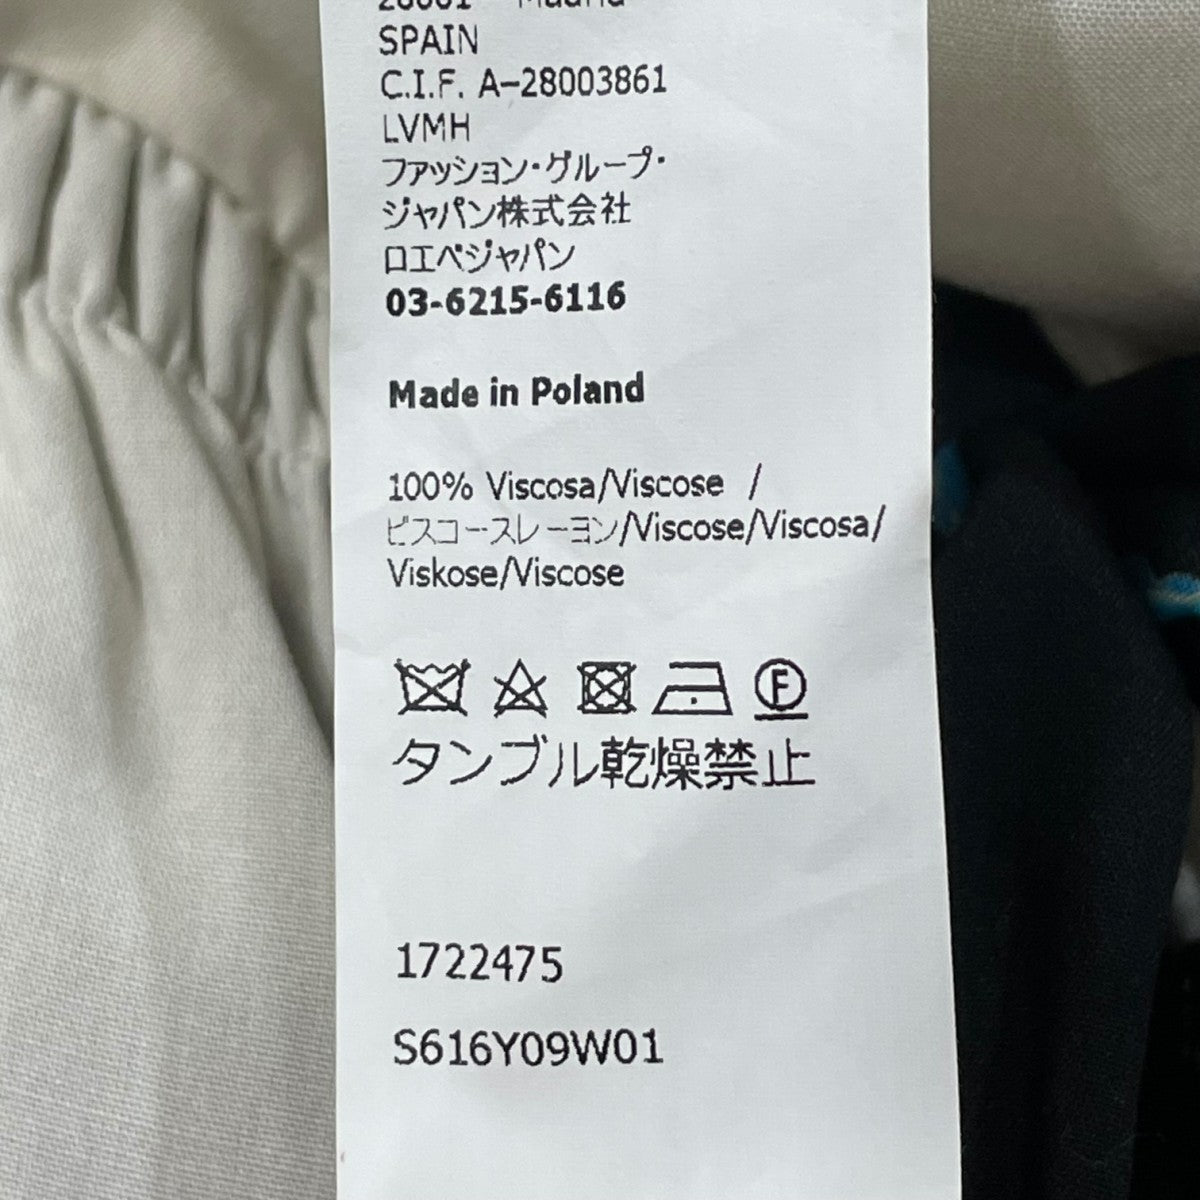 28001 - Madrid
SPAIN
C.I.F. A-28003861
LVMH
ファッション・グループ・
ジャパン株式会社
ロエベジャパン
03-6215-6116
Made in Poland
100% Viscosa/Viscose /
ビスコースレーヨン/Viscose/Viscosa/
Viskose/Viscose
F
タンブル乾燥禁止
1722475
S616Y09W01